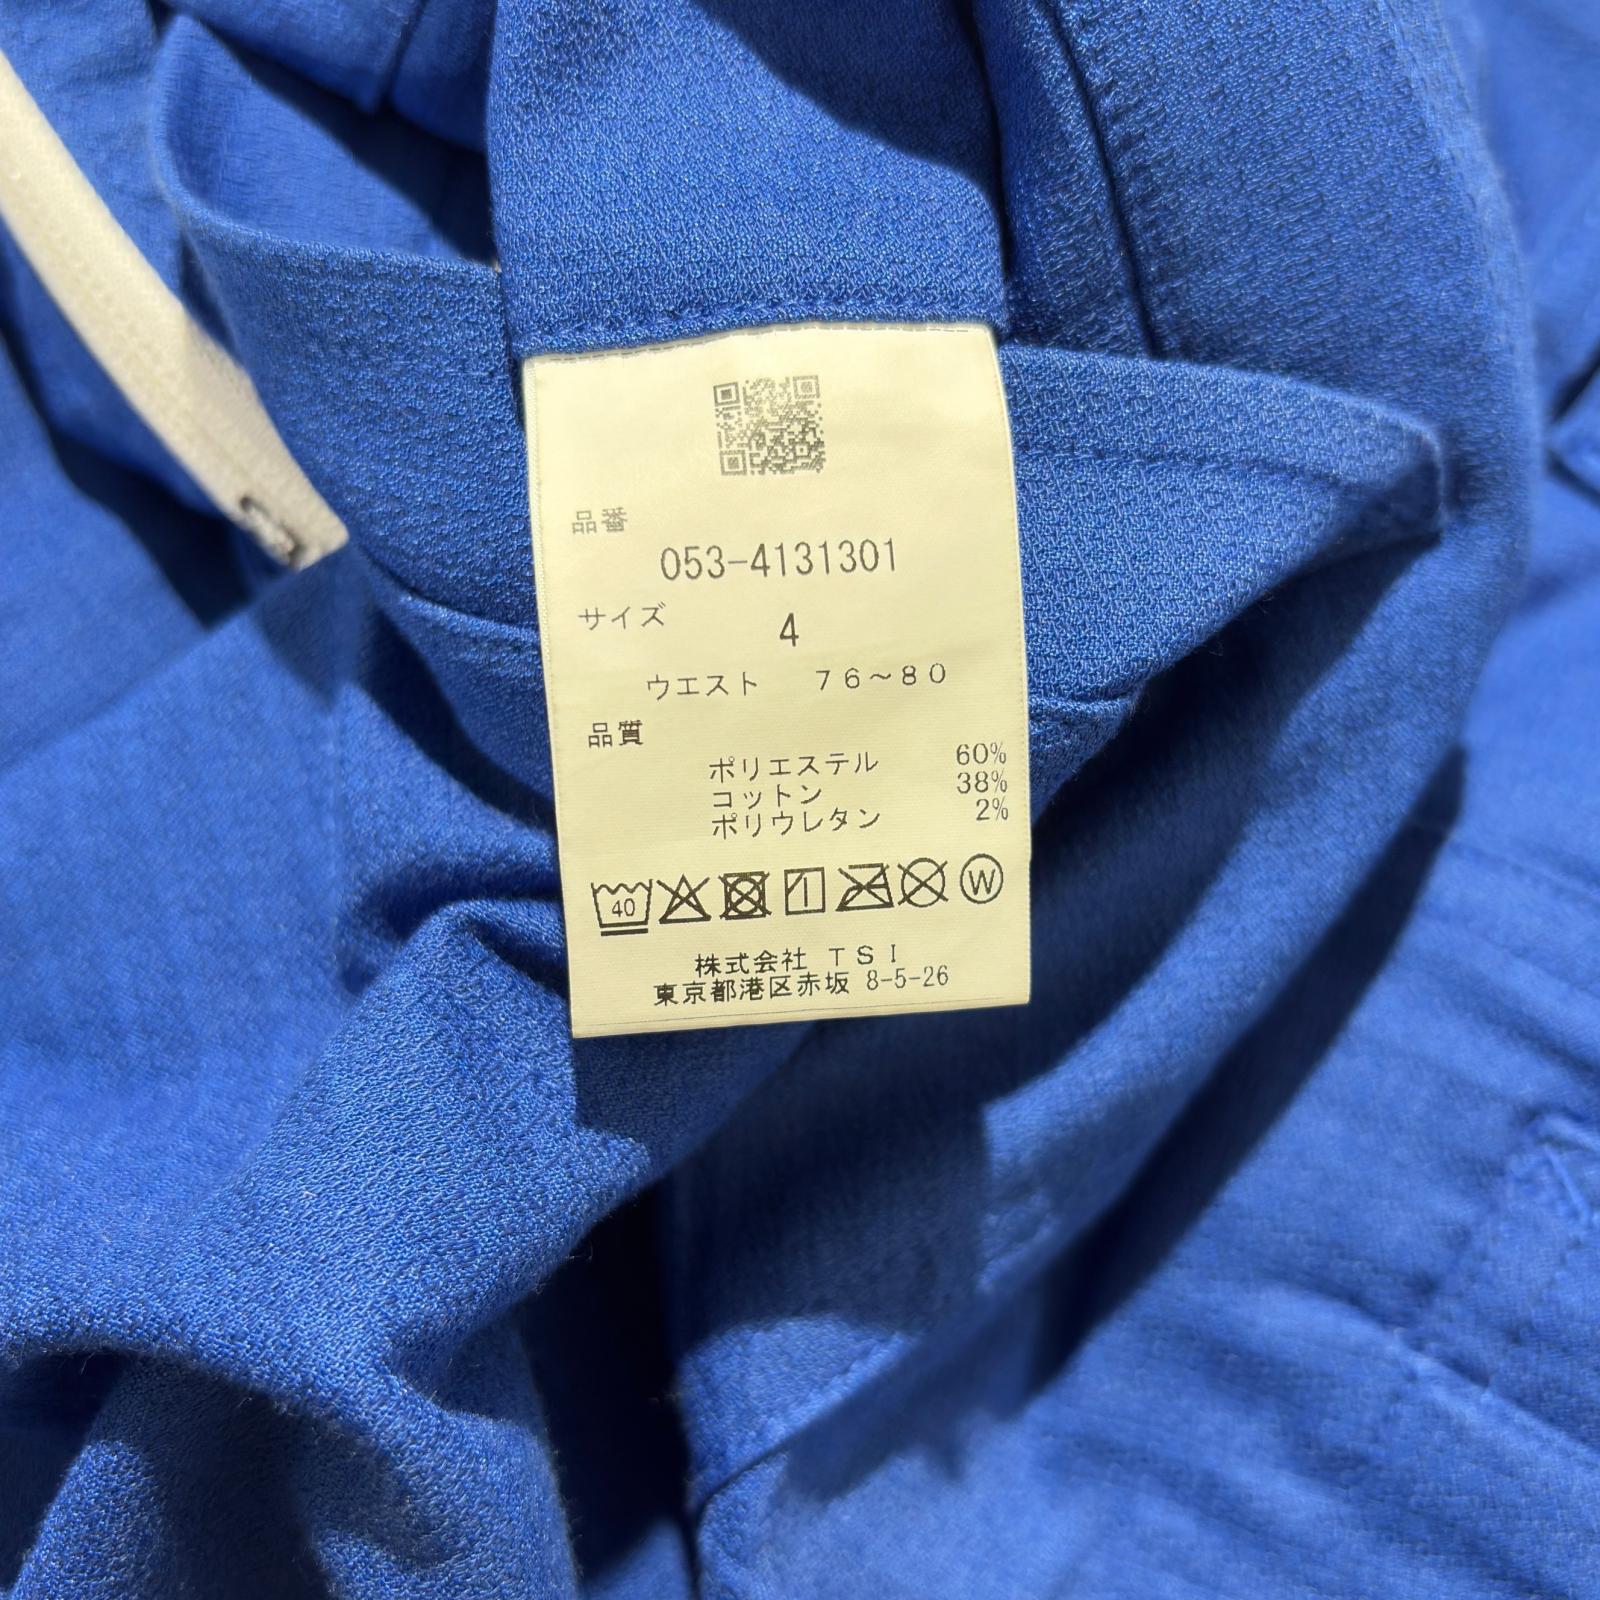 品番
053-4131301
サイズ 4
ウエスト 76～80
品質
ポリエステル 60%
コットン 38%
ポリウレタン 2%
40 W
株式会社 TSI
東京都港区赤坂 8-5-26